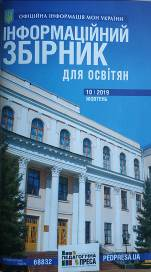 ОФІЦІЙНА ІНФОРМАЦІЯ МОН УКРАЇНИ
ІНФОРМАЦІЙНИЙ
ЗБІРНИК
ДЛЯ ОСВІТЯН
10 | 2019
ЖОВТЕНЬ
68832
ПЕДАГОГІЧНА
ПРЕСА
PEDPRESA.UA